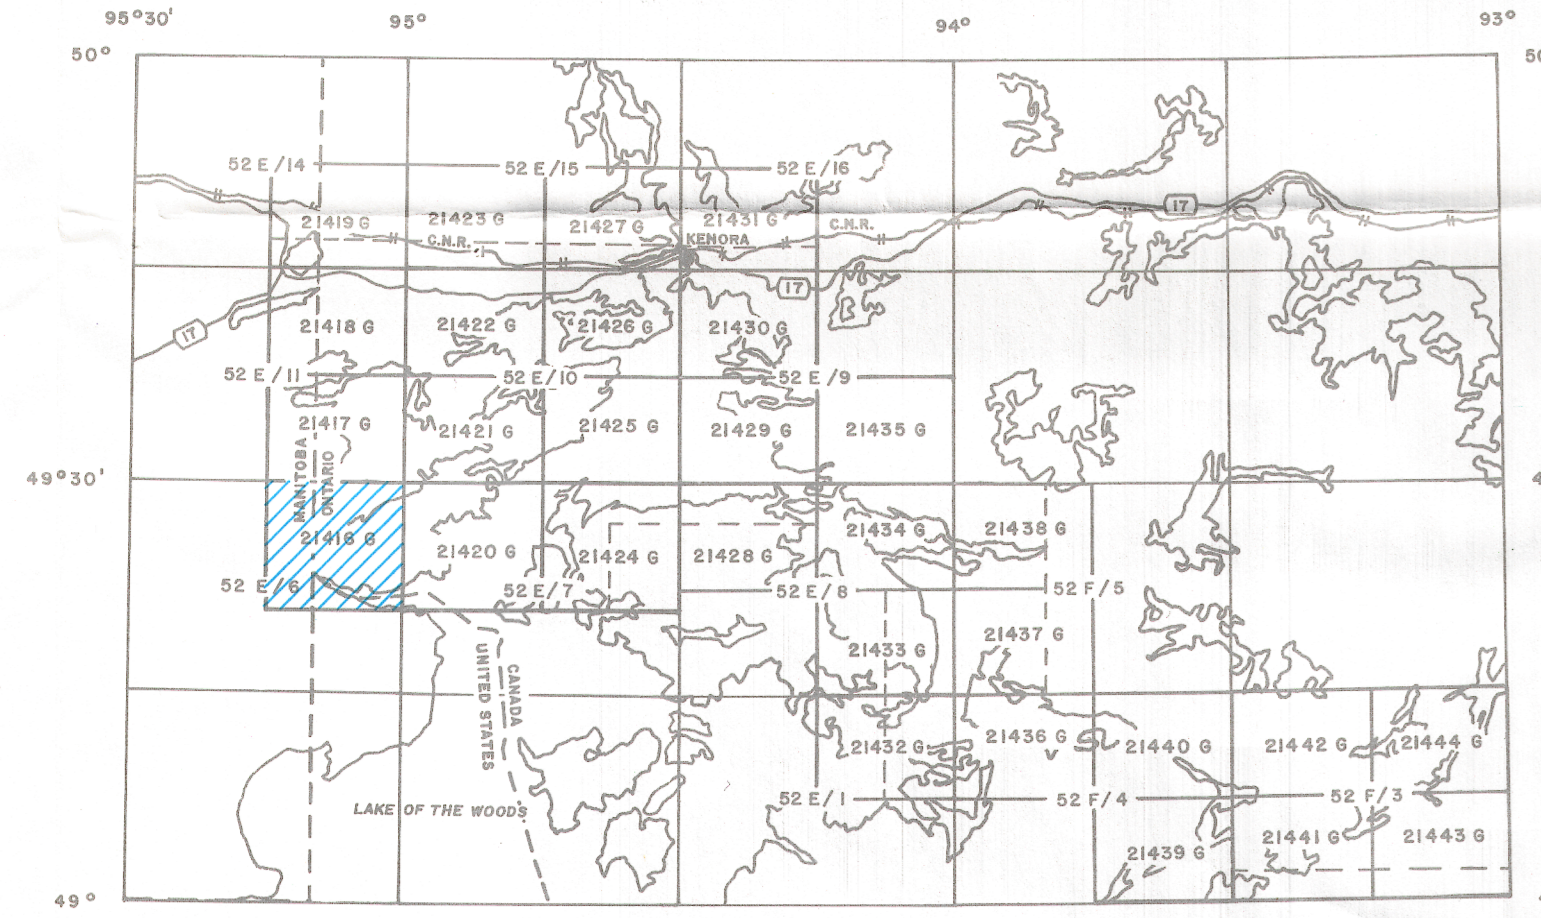 95°30'
95°
94°
93°
50°
50
52 E/14
52 E/15
52 E/16
17
21419 G
21423 G
21427 G
21431 G
C.N.R.
C.N.R.
KENORA
17
17
21418 G
21422 G
21426 G
21430 G
52 E/11
52 E/10
52 E/9
21417 G
21421 G
21425 G
21429 G
21435 G
MANITOBA
ONTARIO
49°30'
4
21416 G
21420 G
21424 G
21428 G
21434 G
21438 G
52 E/6
52 E/7
52 E/8
52 F/5
21433 G
21437 G
CANADA
UNITED STATES
21432 G
21436 G
21440 G
21442 G
21444 G
LAKE OF THE WOODS
52 E/1
52 F/4
52 F/3
21439 G
21441 G
21443 G
49°